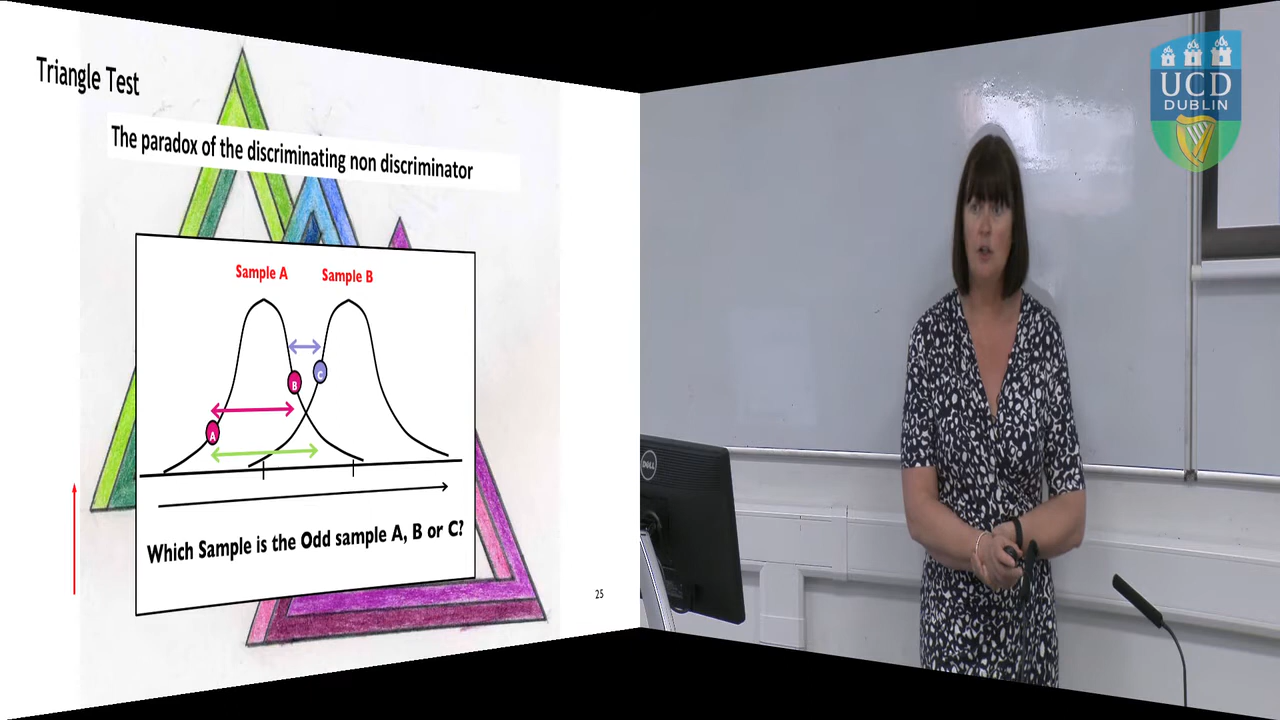 Triangle Test
The paradox of the discriminating non discriminator
Sample A
Sample B
B
C
A
Which Sample is the Odd sample A, B or C?
25
UCD
DUBLIN
DELL